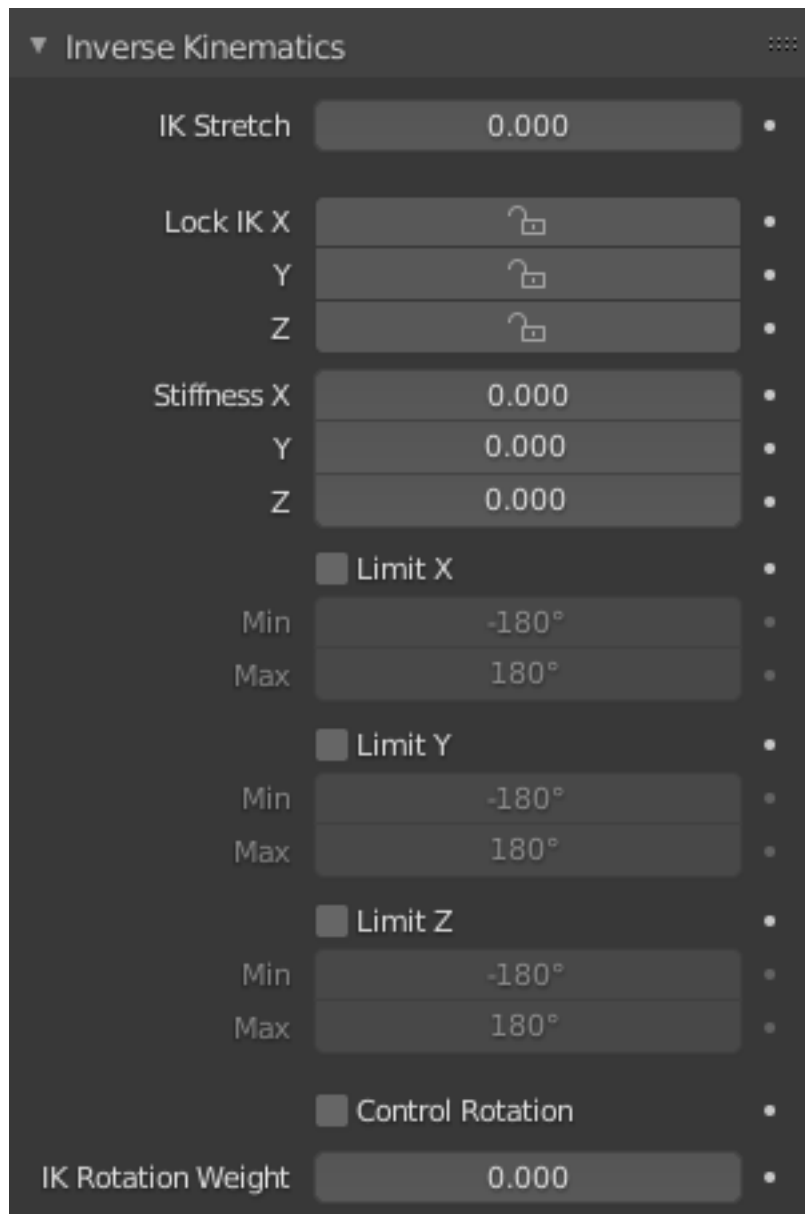 Inverse Kinematics
IK Stretch 0.000
Lock IK X
Y
Z
Stiffness X 0.000
Y 0.000
Z 0.000
Limit X
Min -180°
Max 180°
Limit Y
Min -180°
Max 180°
Limit Z
Min -180°
Max 180°
Control Rotation
IK Rotation Weight 0.000